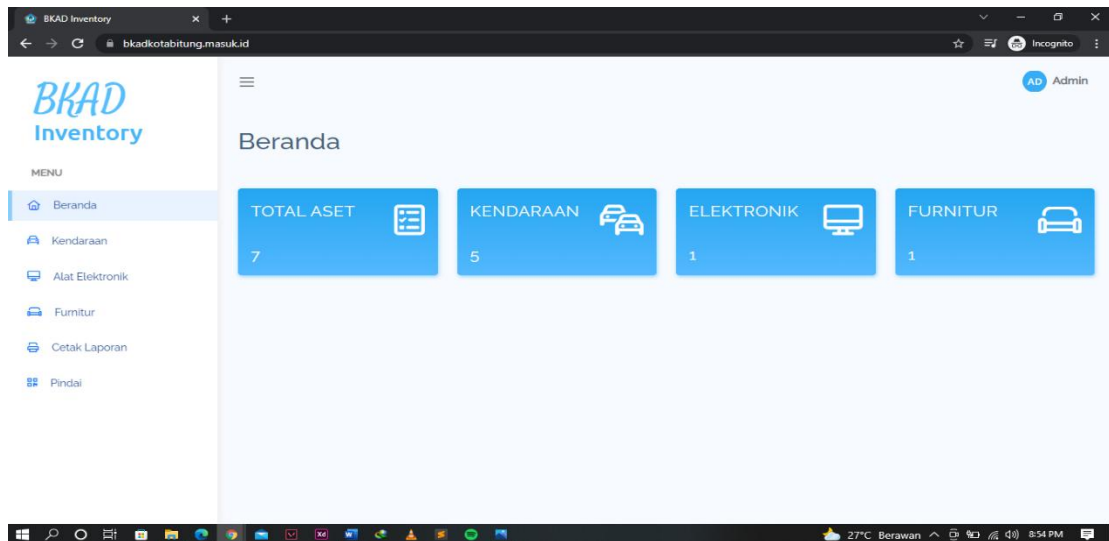 BKAD Inventory
bkadkotabitung.masuk.id
Incognito
BKAD
Inventory
AD Admin
Beranda
MENU
Beranda
Kendaraan
Alat Elektronik
Furnitur
Cetak Laporan
Pindai
TOTAL ASET
7
KENDARAAN
5
ELEKTRONIK
1
FURNITUR
1
27°C Berawan
8:54 PM